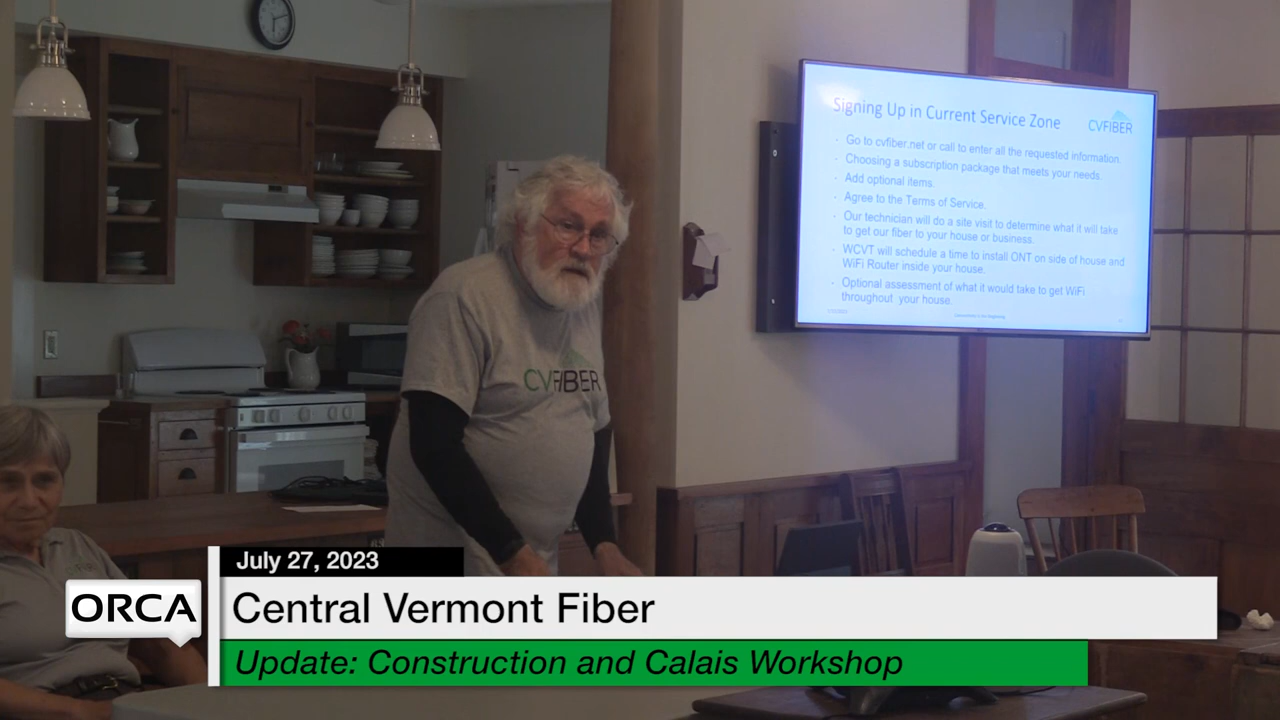 Signing Up in Current Service Zone
CVFIBER
· Go to cvfiber.net or call to enter all the requested information.
· Choosing a subscription package that meets your needs.
· Add optional items.
· Agree to the Terms of Service.
· Our technician will do a site visit to determine what it will take
to get our fiber to your house or business.
· WCVT will schedule a time to install ONT on side of house and
WiFi Router inside your house.
· Optional assessment of what it would take to get WiFi
throughout your house.
CVFIBER
July 27, 2023
ORCA
Central Vermont Fiber
Update: Construction and Calais Workshop